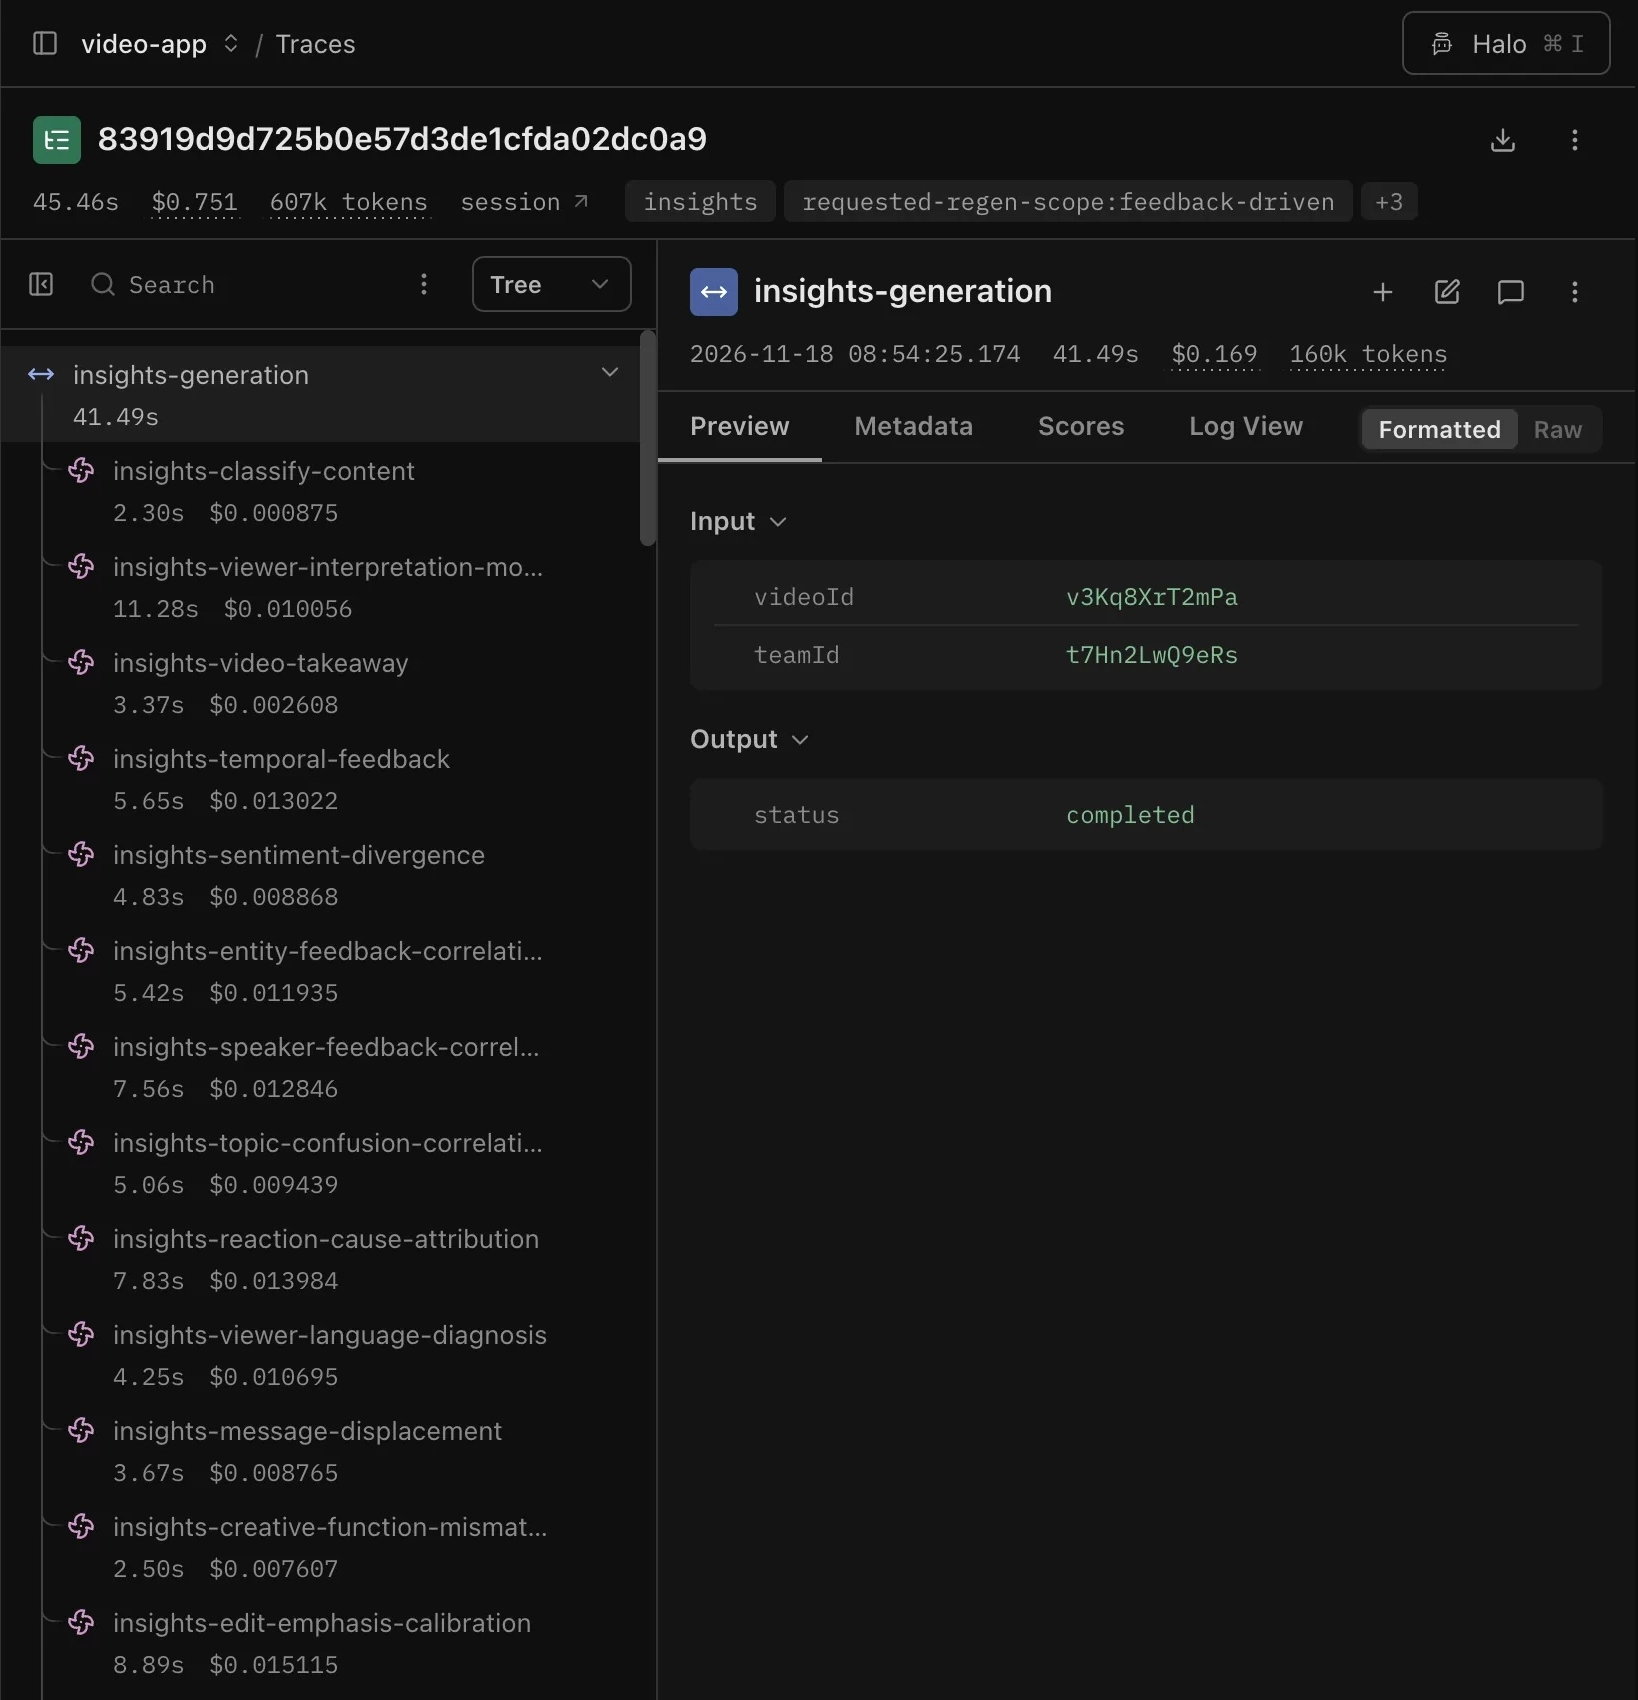 video-app / Traces
Halo ⌘ I
83919d9d725b0e57d3de1cfda02dc0a9
45.46s $0.751 607k tokens session ↗ insights requested-regen-scope:feedback-driven +3
Search
Tree
insights-generation
41.49s
insights-classify-content
2.30s $0.000875
insights-viewer-interpretation-mo...
11.28s $0.010056
insights-video-takeaway
3.37s $0.002608
insights-temporal-feedback
5.65s $0.013022
insights-sentiment-divergence
4.83s $0.008868
insights-entity-feedback-correlati...
5.42s $0.011935
insights-speaker-feedback-correl...
7.56s $0.012846
insights-topic-confusion-correlati...
5.06s $0.009439
insights-reaction-cause-attribution
7.83s $0.013984
insights-viewer-language-diagnosis
4.25s $0.010695
insights-message-displacement
3.67s $0.008765
insights-creative-function-mismat...
2.50s $0.007607
insights-edit-emphasis-calibration
8.89s $0.015115
insights-generation
2026-11-18 08:54:25.174 41.49s $0.169 160k tokens
Preview Metadata Scores Log View Formatted Raw
Input
videoId v3Kq8XrT2mPa
teamId t7Hn2LwQ9eRs
Output
status completed